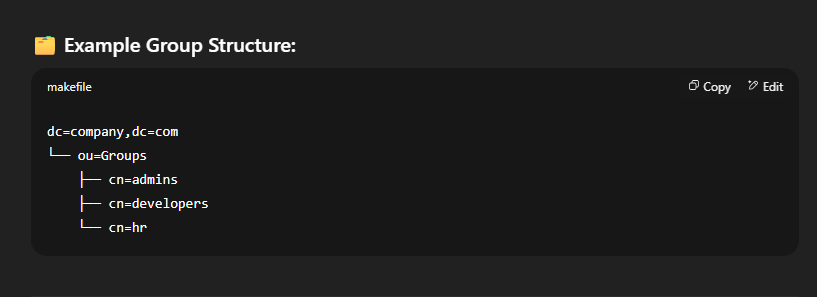 🗂️ Example Group Structure:
makefile
Copy
Edit
dc=company,dc=com
└── ou=Groups
    ├── cn=admins
    ├── cn=developers
    └── cn=hr